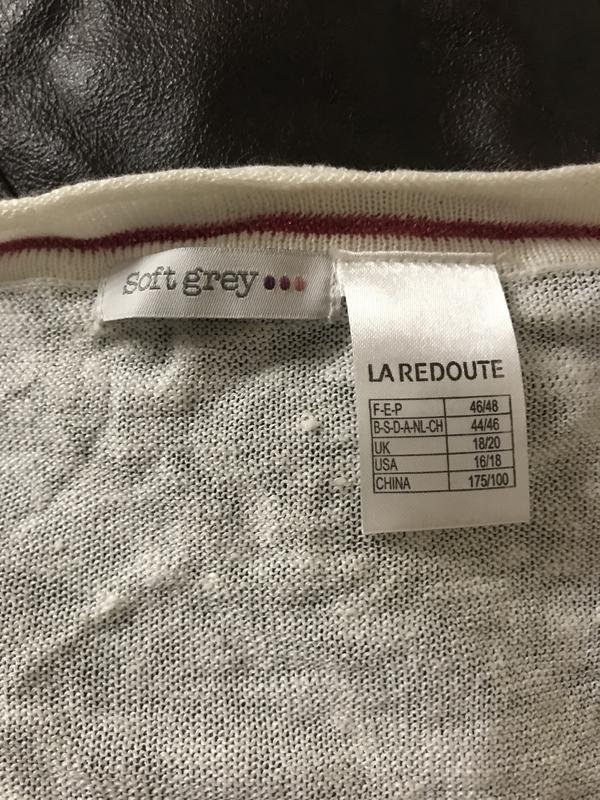 soft grey
LA REDOUTE
F-E-P 46/48
B-S-D-A-NL-CH 44/46
UK 18/20
USA 16/18
CHINA 175/100